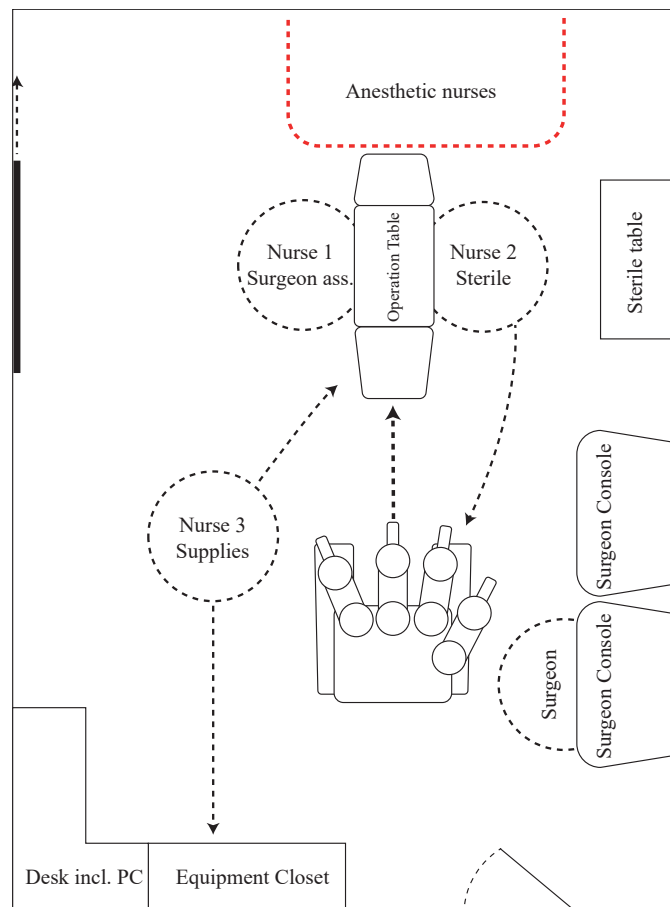 Anesthetic nurses
Nurse 1
Surgeon ass.
Operation Table
Nurse 2
Sterile
Sterile table
Nurse 3
Supplies
Surgeon Console
Surgeon
Surgeon Console
Desk incl. PC
Equipment Closet